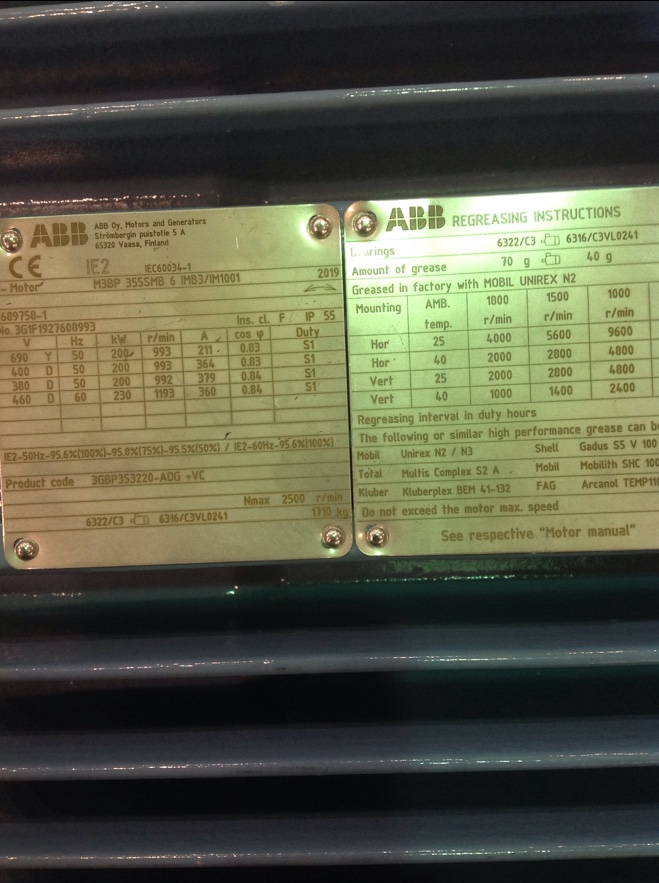 ABB ABB Oy, Motors and Generators
Strömbergin puistotie 5 A
65320 Vaasa, Finland
CE IE2 IEC60034-1
Motor M3BP 355SMB 6 IMB3/IM1001 2019
609758-1
No. 3G1F1927608993 Ins. cl. F IP 55
V Hz kW r/min A cos φ Duty
690 Y 50 200 993 211 0.83 S1
400 D 50 200 993 364 0.83 S1
380 D 50 200 992 379 0.84 S1
460 D 60 230 1193 360 0.84 S1
IE2-50Hz-95.6%(100%)-95.8%(75%)-95.5%(50%) / IE2-60Hz-95.6%(100%)
Product code 3GBP353220-ADG +VC
Nmax 2500 r/min
6322/C3 6316/C3VL0241 1710 kg
ABB REGREASING INSTRUCTIONS
6322/C3 6316/C3VL0241
Amount of grease 70 g 40 g
Greased in factory with MOBIL UNIREX N2
Mounting AMB. temp. 1800 r/min 1500 r/min 1000 r/min
Hor 25 4000 5600 9600
Hor 40 2000 2800 4800
Vert 25 2000 2800 4800
Vert 40 1000 1400 2400
Regreasing interval in duty hours
The following or similar high performance grease can be
Mobil Unirex N2 / N3 Shell Gadus S5 V 100
Total Multis Complex S2 A Mobil Mobilith SHC 100
Kluber Kluberplex BEM 41-132 FAG Arcanol TEMP11
Do not exceed the motor max. speed
See respective "Motor manual"